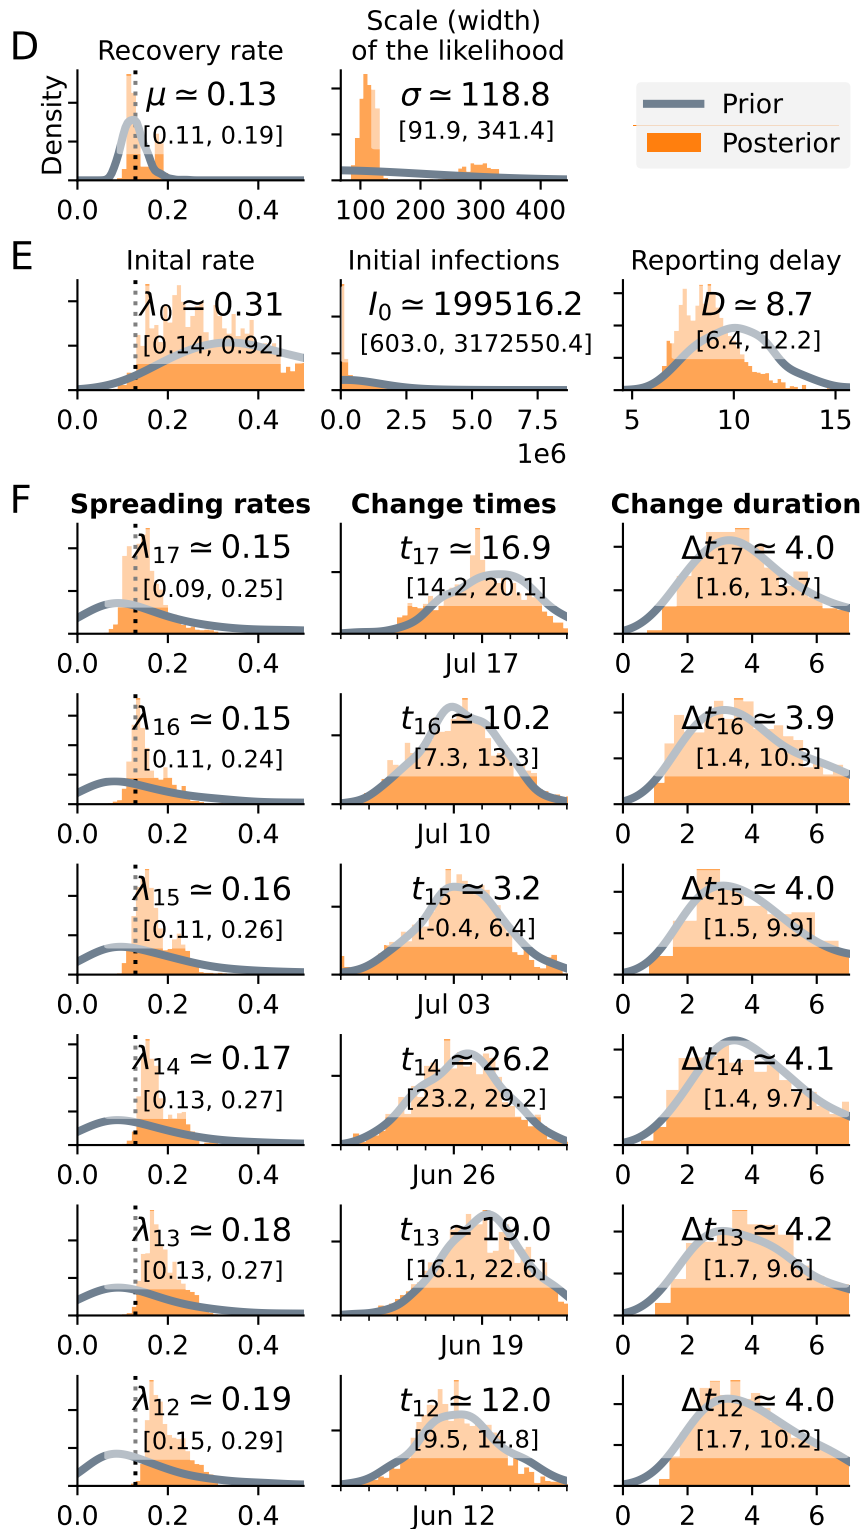 D
Recovery rate
Scale (width)
of the likelihood
Density
μ ≃ 0.13
[0.11, 0.19]
σ ≃ 118.8
[91.9, 341.4]
Prior
Posterior
0.0 0.2 0.4
100 200 300 400
E
Inital rate
Initial infections
Reporting delay
λ₀ ≃ 0.31
[0.14, 0.92]
I₀ ≃ 199516.2
[603.0, 3172550.4]
D ≃ 8.7
[6.4, 12.2]
0.0 0.2 0.4
0.0 2.5 5.0 7.5
1e6
5 10 15
F
Spreading rates
Change times
Change duration
λ₁₇ ≃ 0.15
[0.09, 0.25]
t₁₇ ≃ 16.9
[14.2, 20.1]
Δt₁₇ ≃ 4.0
[1.6, 13.7]
0.0 0.2 0.4
Jul 17
0 2 4 6
λ₁₆ ≃ 0.15
[0.11, 0.24]
t₁₆ ≃ 10.2
[7.3, 13.3]
Δt₁₆ ≃ 3.9
[1.4, 10.3]
0.0 0.2 0.4
Jul 10
0 2 4 6
λ₁₅ ≃ 0.16
[0.11, 0.26]
t₁₅ ≃ 3.2
[-0.4, 6.4]
Δt₁₅ ≃ 4.0
[1.5, 9.9]
0.0 0.2 0.4
Jul 03
0 2 4 6
λ₁₄ ≃ 0.17
[0.13, 0.27]
t₁₄ ≃ 26.2
[23.2, 29.2]
Δt₁₄ ≃ 4.1
[1.4, 9.7]
0.0 0.2 0.4
Jun 26
0 2 4 6
λ₁₃ ≃ 0.18
[0.13, 0.27]
t₁₃ ≃ 19.0
[16.1, 22.6]
Δt₁₃ ≃ 4.2
[1.7, 9.6]
0.0 0.2 0.4
Jun 19
0 2 4 6
λ₁₂ ≃ 0.19
[0.15, 0.29]
t₁₂ ≃ 12.0
[9.5, 14.8]
Δt₁₂ ≃ 4.0
[1.7, 10.2]
0.0 0.2 0.4
Jun 12
0 2 4 6